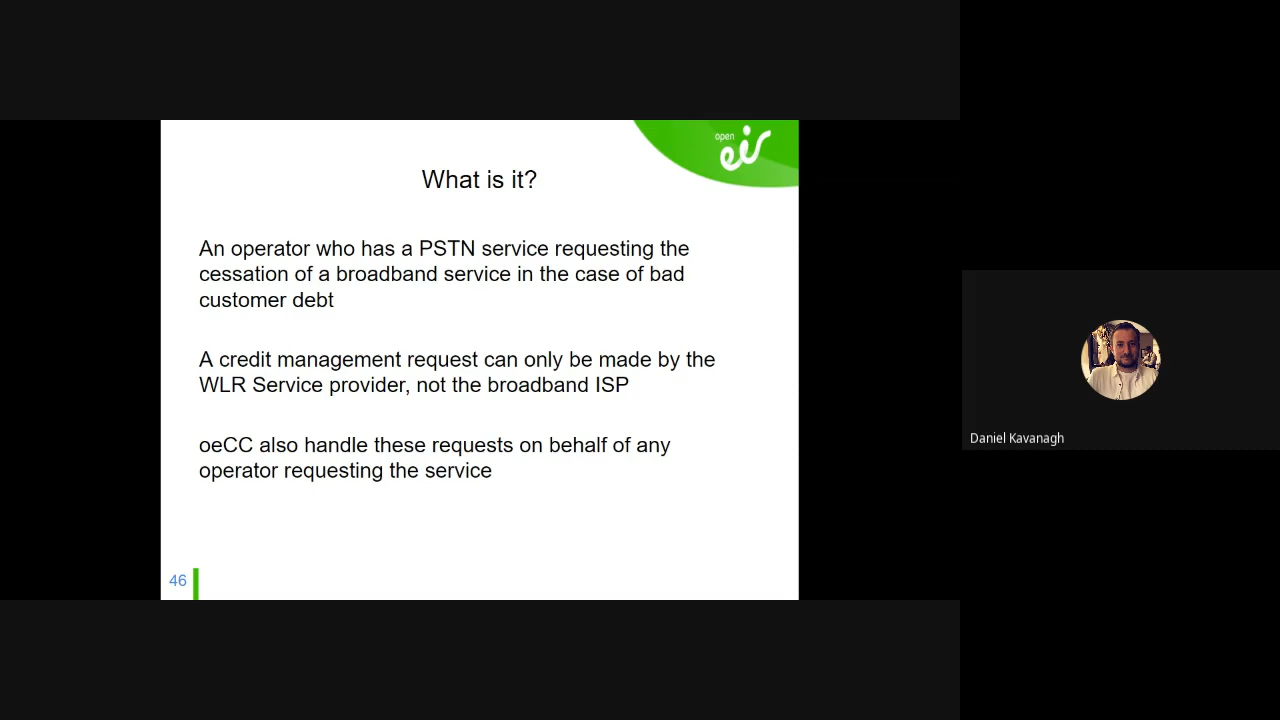 open
eir
What is it?
An operator who has a PSTN service requesting the
cessation of a broadband service in the case of bad
customer debt
A credit management request can only be made by the
WLR Service provider, not the broadband ISP
oeCC also handle these requests on behalf of any
operator requesting the service
46
Daniel Kavanagh